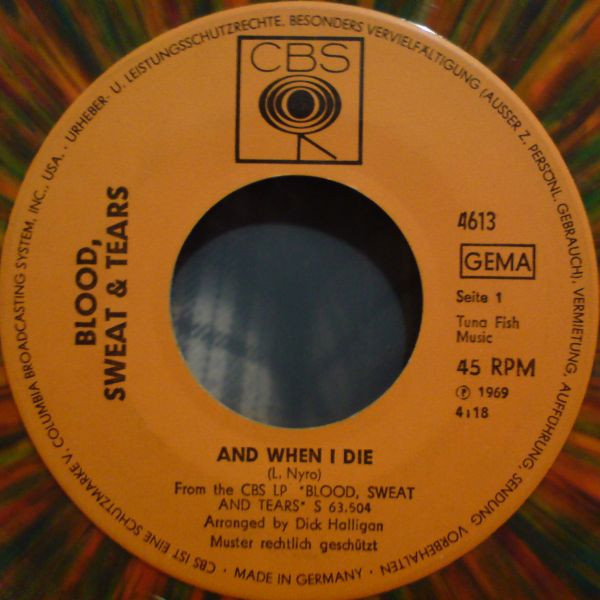 CBS
BLOOD,
SWEAT & TEARS
4613
GEMA
Seite 1
Tuna Fish
Music
45 RPM
Ⓟ 1969
4:18
AND WHEN I DIE
(L. Nyro)
From the CBS LP "BLOOD, SWEAT
AND TEARS" S 63.504
Arranged by Dick Halligan
Muster rechtlich geschützt
CBS IST EINE SCHUTZMARKE V. COLUMBIA BROADCASTING SYSTEM, INC., USA. · URHEBER- U. LEISTUNGSSCHUTZRECHTE, BESONDERS VERVIELFÄLTIGUNG (AUSSER Z. PERSÖNL. GEBRAUCH), VERMIETUNG, AUFFÜHRUNG, SENDUNG VORBEHALTEN · MADE IN GERMANY ·